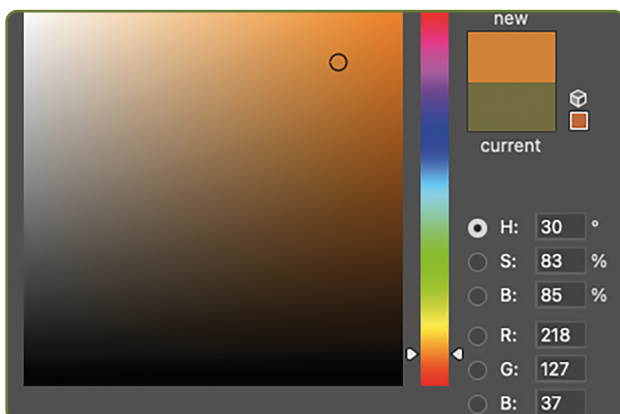 new
current
H: 30 °
S: 83 %
B: 85 %
R: 218
G: 127
B: 37